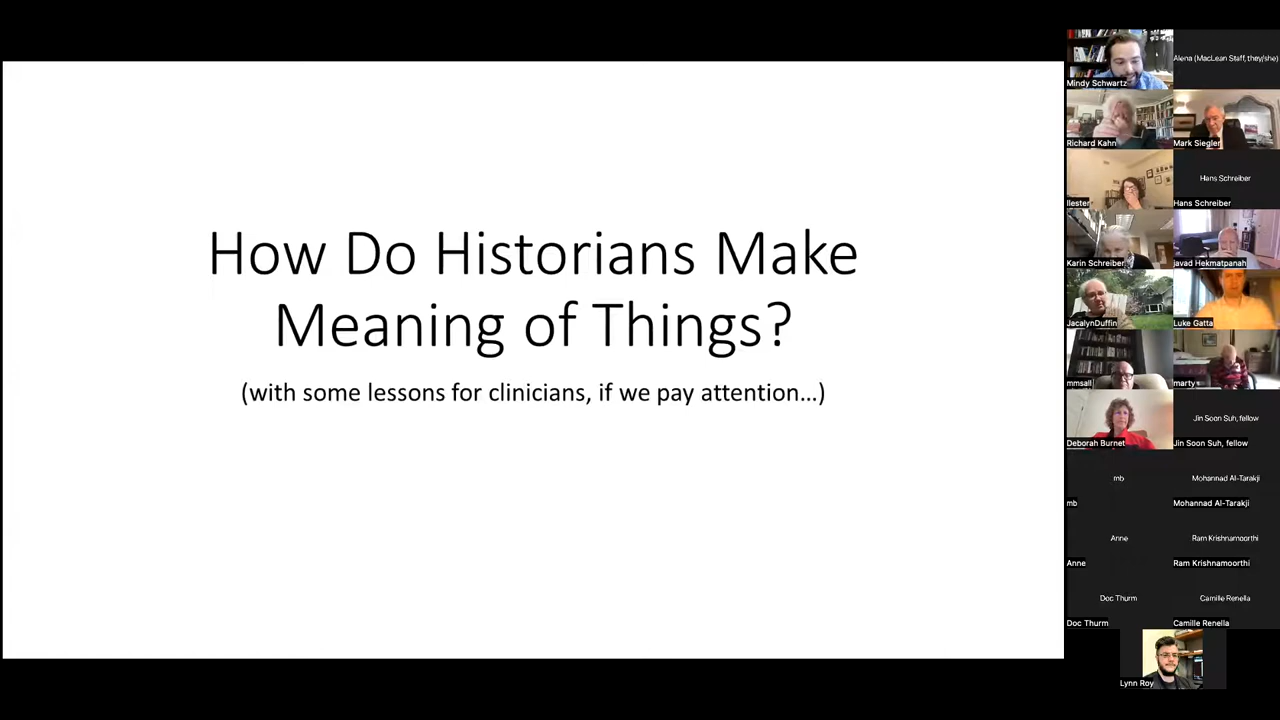 How Do Historians Make
Meaning of Things?
(with some lessons for clinicians, if we pay attention…)
Mindy Schwartz
Alena (MacLean Staff, they/she)
Richard Kahn
Mark Siegler
llester
Hans Schreiber
Hans Schreiber
Karin Schreiber
javad Hekmatpanah
JacalynDuffin
Luke Gatta
mmsall
marty
Deborah Burnet
Jin Soon Suh, fellow
Jin Soon Suh, fellow
mb
mb
Mohannad Al-Tarakji
Mohannad Al-Tarakji
Anne
Anne
Ram Krishnamoorthi
Ram Krishnamoorthi
Doc Thurm
Doc Thurm
Camille Renella
Camille Renella
Lynn Roy